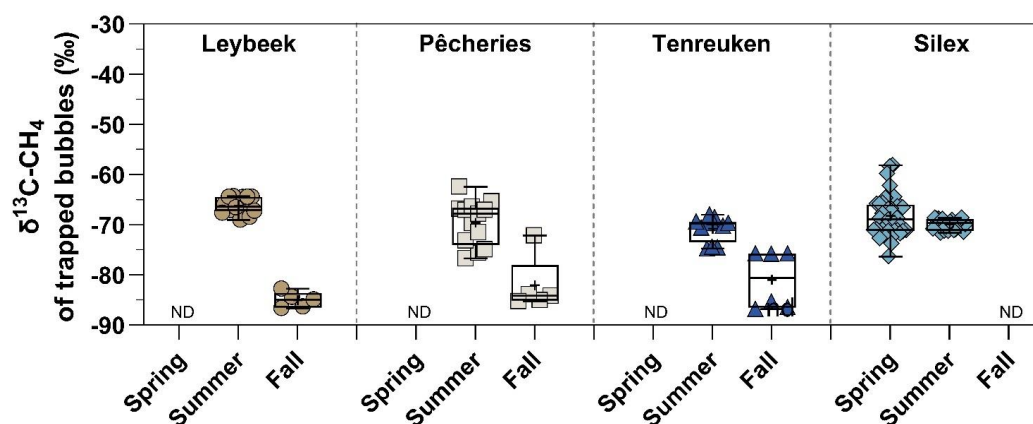 δ13C-CH4
of trapped bubbles (‰)
-30
-40
-50
-60
-70
-80
-90
Leybeek
Pêcheries
Tenreuken
Silex
ND
ND
ND
ND
Spring
Summer
Fall
Spring
Summer
Fall
Spring
Summer
Fall
Spring
Summer
Fall